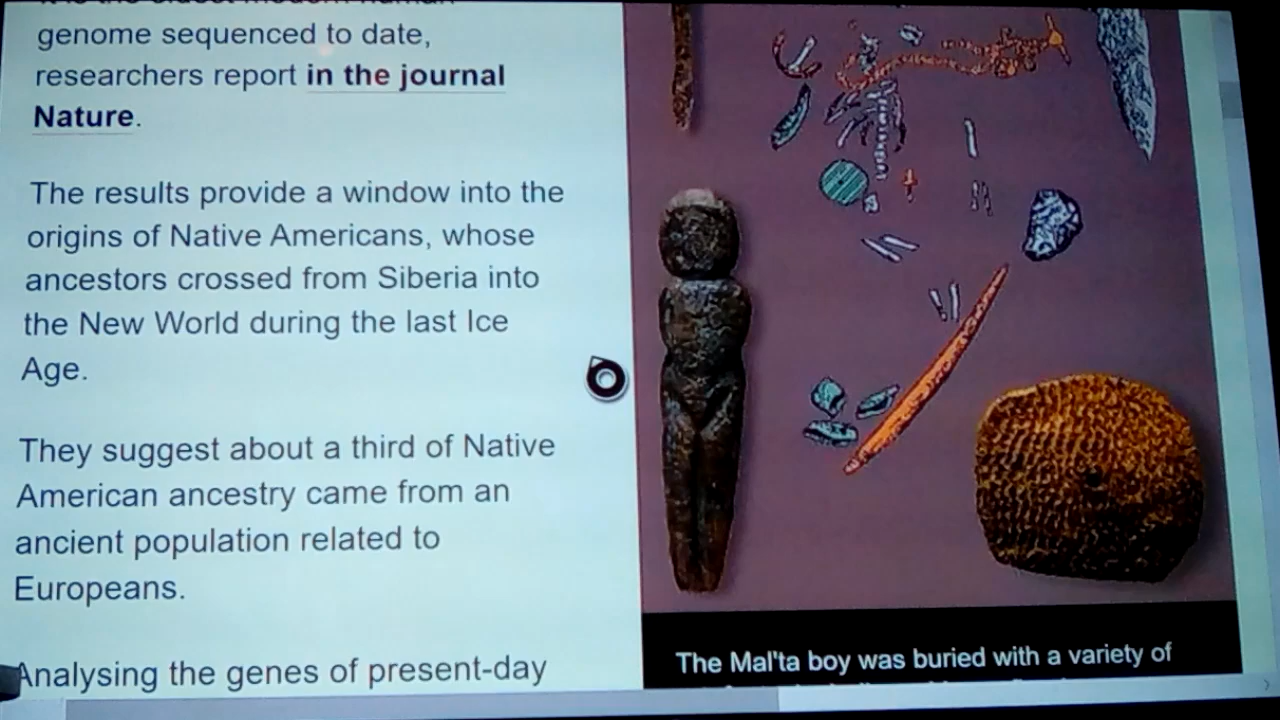 genome sequenced to date,
researchers report in the journal
Nature.
The results provide a window into the
origins of Native Americans, whose
ancestors crossed from Siberia into
the New World during the last Ice
Age.
They suggest about a third of Native
American ancestry came from an
ancient population related to
Europeans.
Analysing the genes of present-day
The Mal'ta boy was buried with a variety of